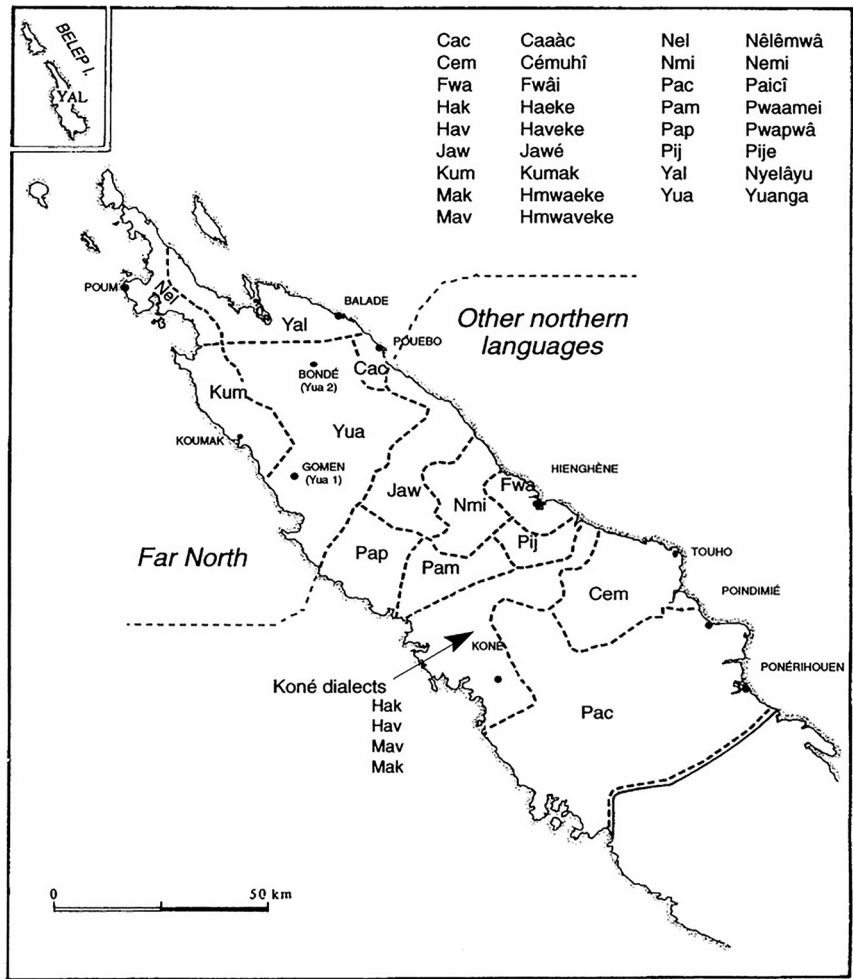 BELEP I.
YAL
Cac Caaàc Nel Nêlêmwâ
Cem Cémuhî Nmi Nemi
Fwa Fwâi Pac Paicî
Hak Haeke Pam Pwaamei
Hav Haveke Pap Pwapwâ
Jaw Jawé Pij Pije
Kum Kumak Yal Nyelâyu
Mak Hmwaeke Yua Yuanga
Mav Hmwaveke
POUM
Nel
Yal
BALADE
POUEBO
Other northern
languages
BONDÉ
(Yua 2)
Cac
Kum
Yua
KOUMAK
GOMEN
(Yua 1)
Jaw
Nmi
Fwa
HIENGHÈNE
Pij
Far North
Pap
Pam
TOUHO
Cem
POINDIMIÉ
KONÉ
PONÉRIHOUEN
Koné dialects
Hak
Hav
Mav
Mak
Pac
0 50 km